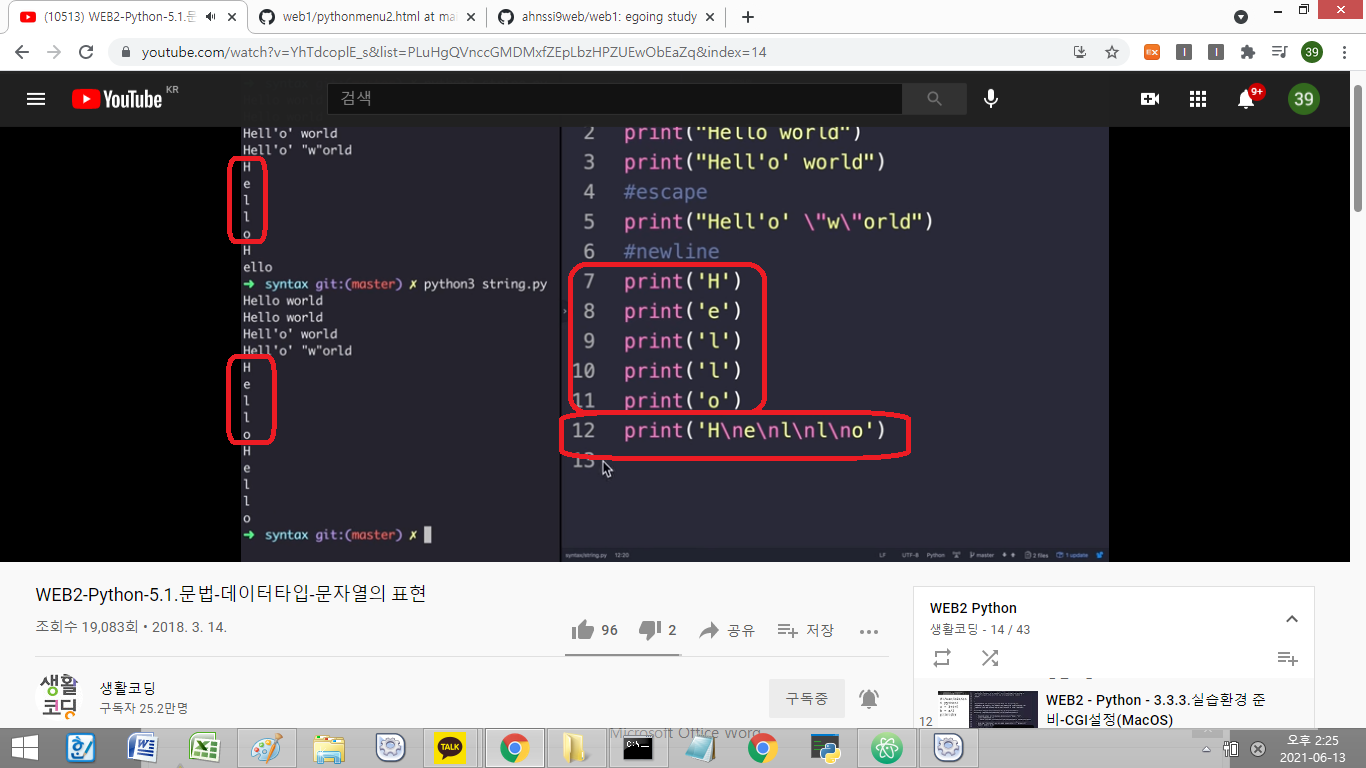 (10513) WEB2-Python-5.1.문
web1/pythonmenu2.html at ma
ahnssi9web/web1: egoing study
youtube.com/watch?v=YhTdcoplE_s&list=PLuHgQVnccGMDMxfZEpLbzHPZUEwObEaZq&index=14
39
YouTube KR
검색
9+
39
Hell'o' world
Hell'o' "w"orld
H
e
l
l
o
H
ello
➜ syntax git:(master) ✗ python3 string.py
Hello world
Hello world
Hell'o' world
Hell'o' "w"orld
H
e
l
l
o
H
e
l
l
o
➜ syntax git:(master) ✗
2 print("Hello world")
3 print("Hell'o' world")
4 #escape
5 print("Hell'o' \"w\"orld")
6 #newline
7 print('H')
8 print('e')
9 print('l')
10 print('l')
11 print('o')
12 print('H\ne\nl\nl\no')
13
syntax/string.py 12:20
LF UTF-8 Python master 2 files 1 update
WEB2-Python-5.1.문법-데이터타입-문자열의 표현
조회수 19,083회 • 2018. 3. 14.
96
2
공유
저장
생활코딩
생활코딩
구독자 25.2만명
구독중
WEB2 Python
생활코딩 - 14 / 43
12
WEB2 - Python - 3.3.3.실습환경 준
비-CGI설정(MacOS)
Microsoft Office Word
TALK
오후 2:25
2021-06-13